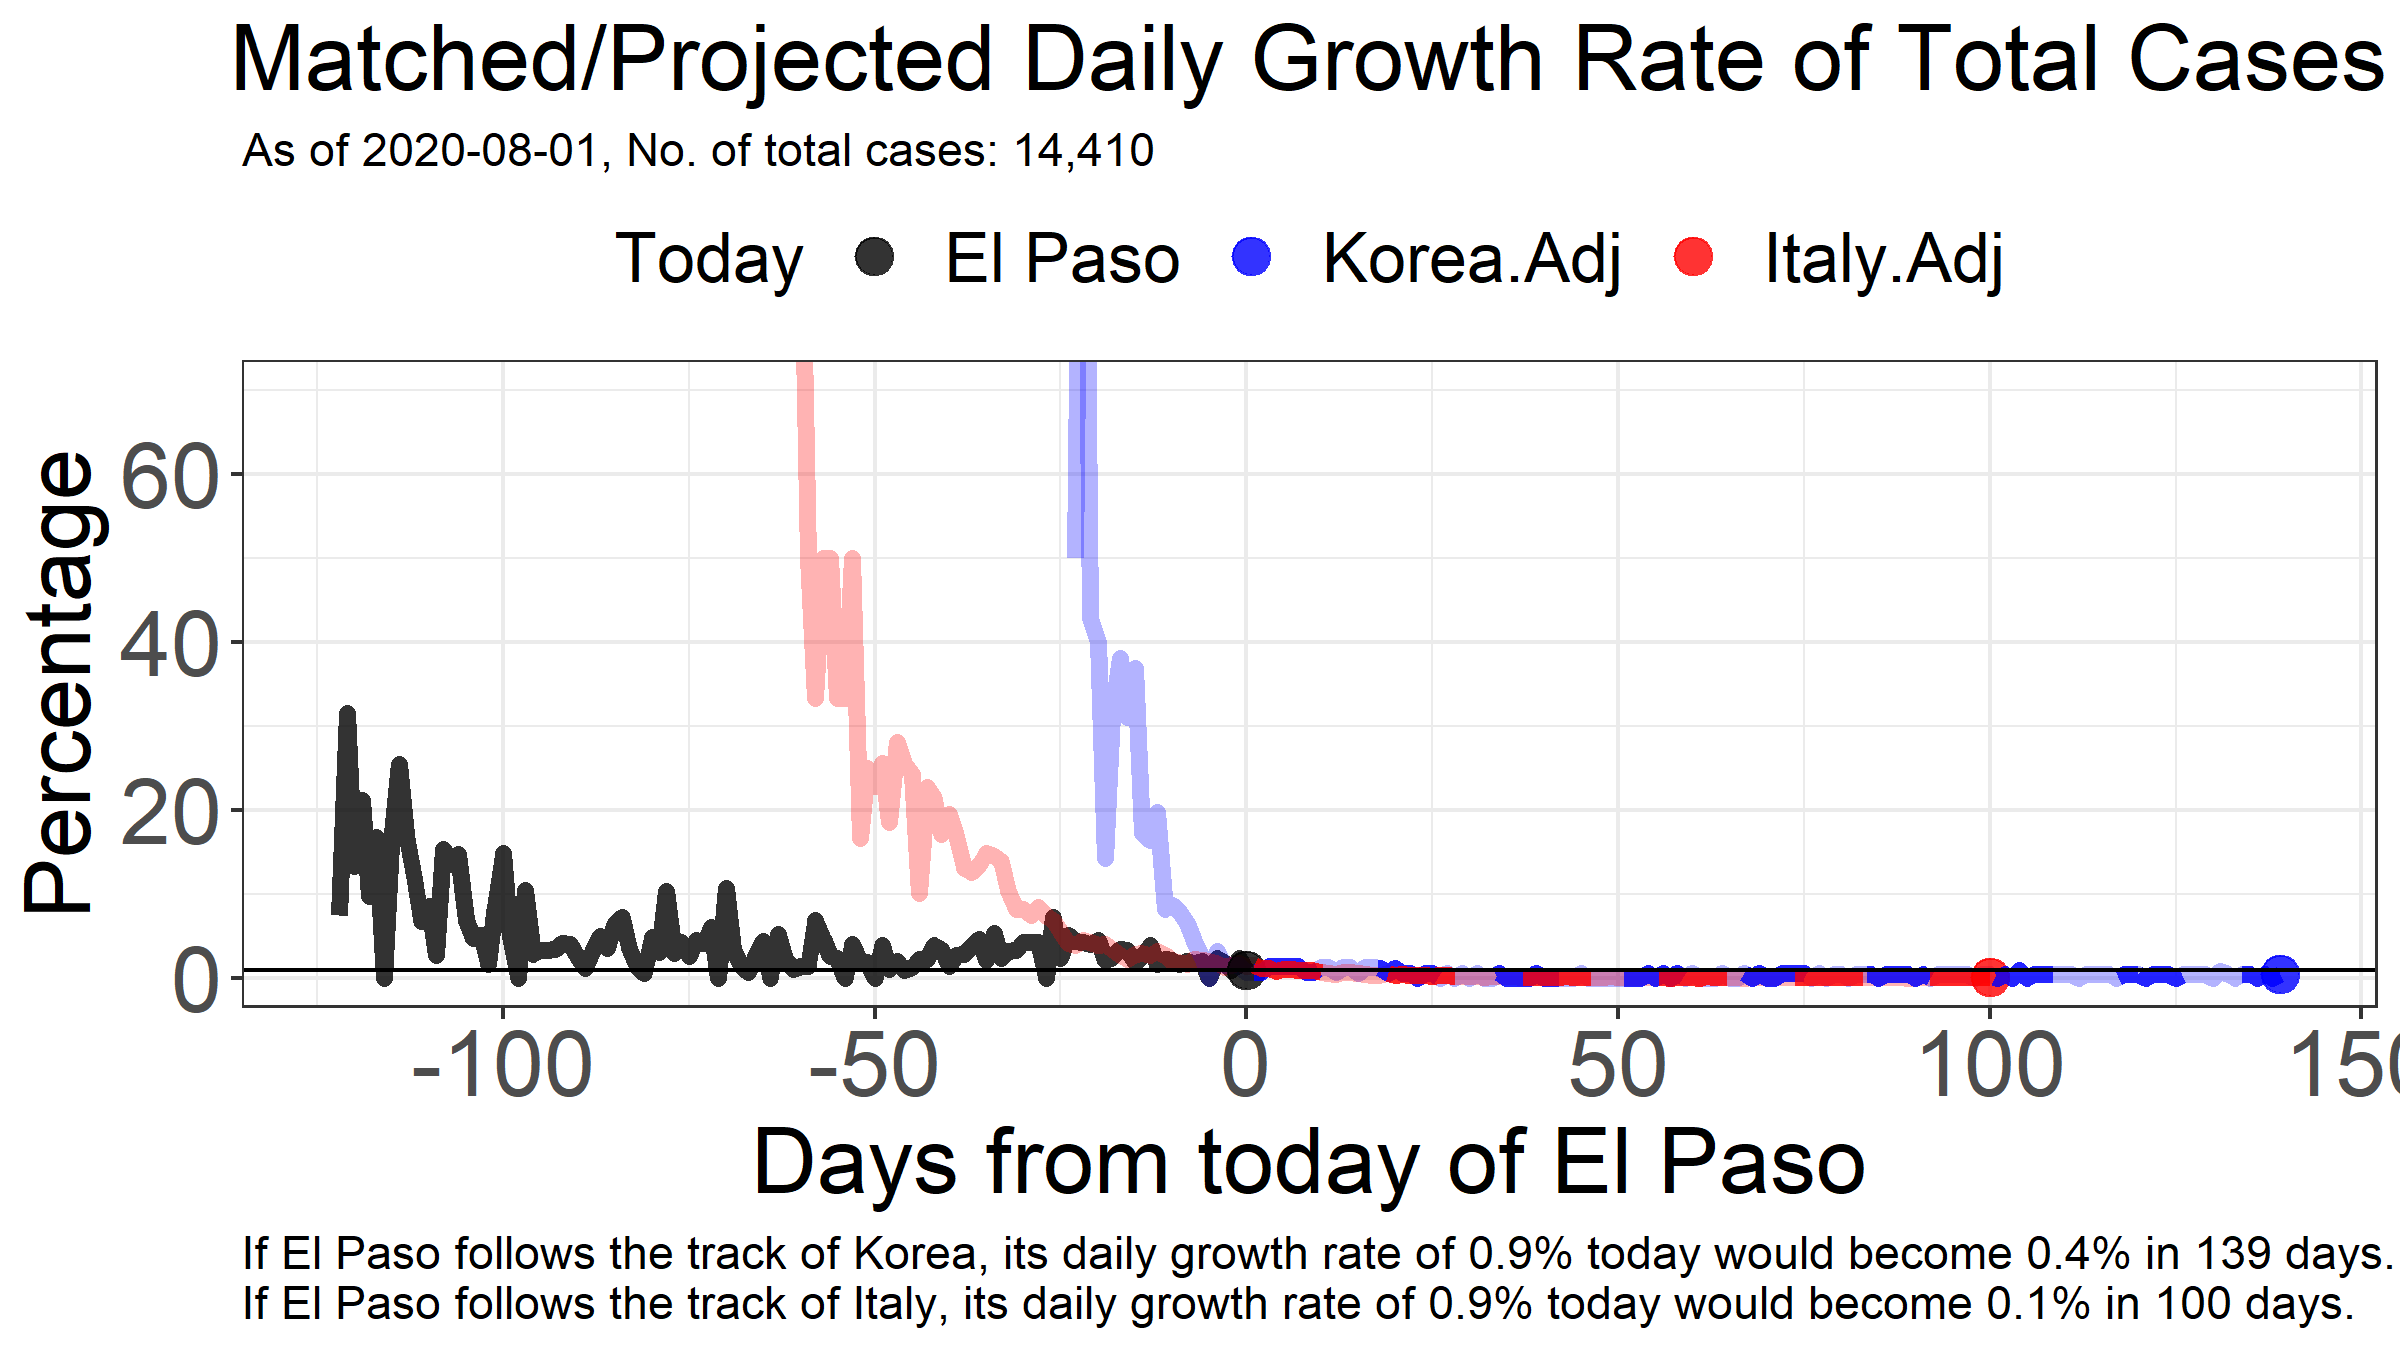 Matched/Projected Daily Growth Rate of Total Cases
As of 2020-08-01, No. of total cases: 14,410
Today El Paso Korea.Adj Italy.Adj
Percentage
60
40
20
0
-100 -50 0 50 100 150
Days from today of El Paso
If El Paso follows the track of Korea, its daily growth rate of 0.9% today would become 0.4% in 139 days.
If El Paso follows the track of Italy, its daily growth rate of 0.9% today would become 0.1% in 100 days.